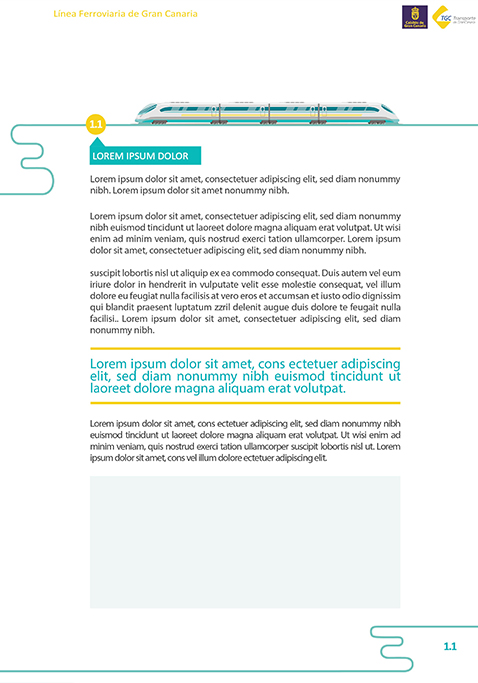 Línea Ferroviaria de Gran Canaria
Cabildo de
Gran Canaria
TGC Transporte
de Gran Canaria
1.1
LOREM IPSUM DOLOR
Lorem ipsum dolor sit amet, consectetuer adipiscing elit, sed diam nonummy
nibh. Lorem ipsum dolor sit amet nonummy nibh.
Lorem ipsum dolor sit amet, consectetuer adipiscing elit, sed diam nonummy
nibh euismod tincidunt ut laoreet dolore magna aliquam erat volutpat. Ut wisi
enim ad minim veniam, quis nostrud exerci tation ullamcorper. Lorem ipsum
dolor sit amet, consectetuer adipiscing elit, sed diam nonummy nibh.
suscipit lobortis nisl ut aliquip ex ea commodo consequat. Duis autem vel eum
iriure dolor in hendrerit in vulputate velit esse molestie consequat, vel illum
dolore eu feugiat nulla facilisis at vero eros et accumsan et iusto odio dignissim
qui blandit praesent luptatum zzril delenit augue duis dolore te feugait nulla
facilisi.. Lorem ipsum dolor sit amet, consectetuer adipiscing elit, sed diam
nonummy nibh.
Lorem ipsum dolor sit amet, cons ectetuer adipiscing
elit, sed diam nonummy nibh euismod tincidunt ut
laoreet dolore magna aliquam erat volutpat.
Lorem ipsum dolor sit amet, cons ectetuer adipiscing elit, sed diam nonummy nibh
euismod tincidunt ut laoreet dolore magna aliquam erat volutpat. Ut wisi enim ad
minim veniam, quis nostrud exerci tation ullamcorper suscipit lobortis nisl ut. Lorem
ipsum dolor sit amet, cons vel illum dolore ectetuer adipiscing elit.
1.1